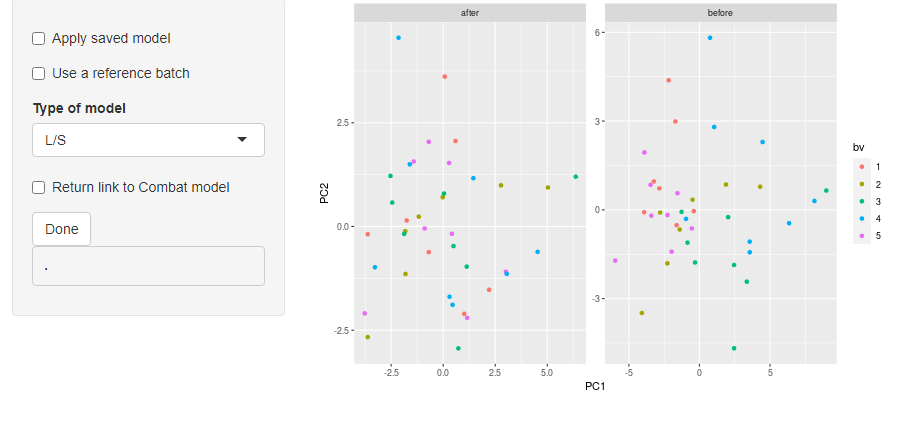 Apply saved model
Use a reference batch
Type of model
L/S
Return link to Combat model
Done
.
after
before
PC2
2.5
0.0
-2.5
-2.5
0.0
2.5
5.0
6
3
0
-3
-5
0
5
PC1
bv
1
2
3
4
5